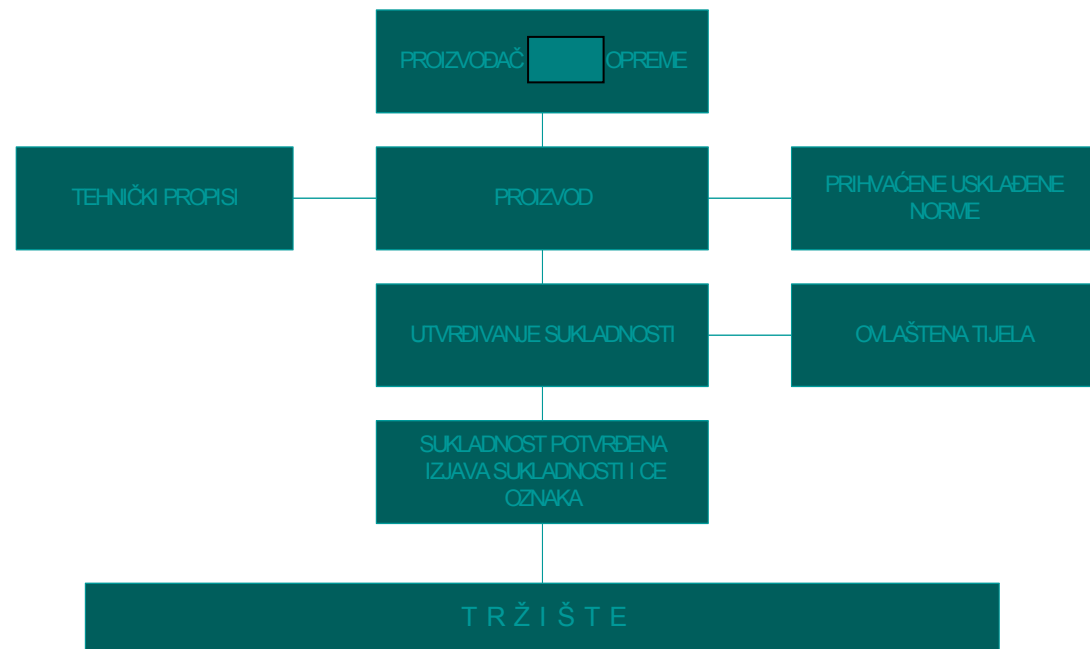 PROIZVOĐAČ OPREME
TEHNIČKI PROPISI
PROIZVOD
PRIHVAĆENE USKLAĐENE
NORME
UTVRĐIVANJE SUKLADNOSTI
OVLAŠTENA TIJELA
SUKLADNOST POTVRĐENA
IZJAVA SUKLADNOSTI I CE
OZNAKA
T R Ž I Š T E